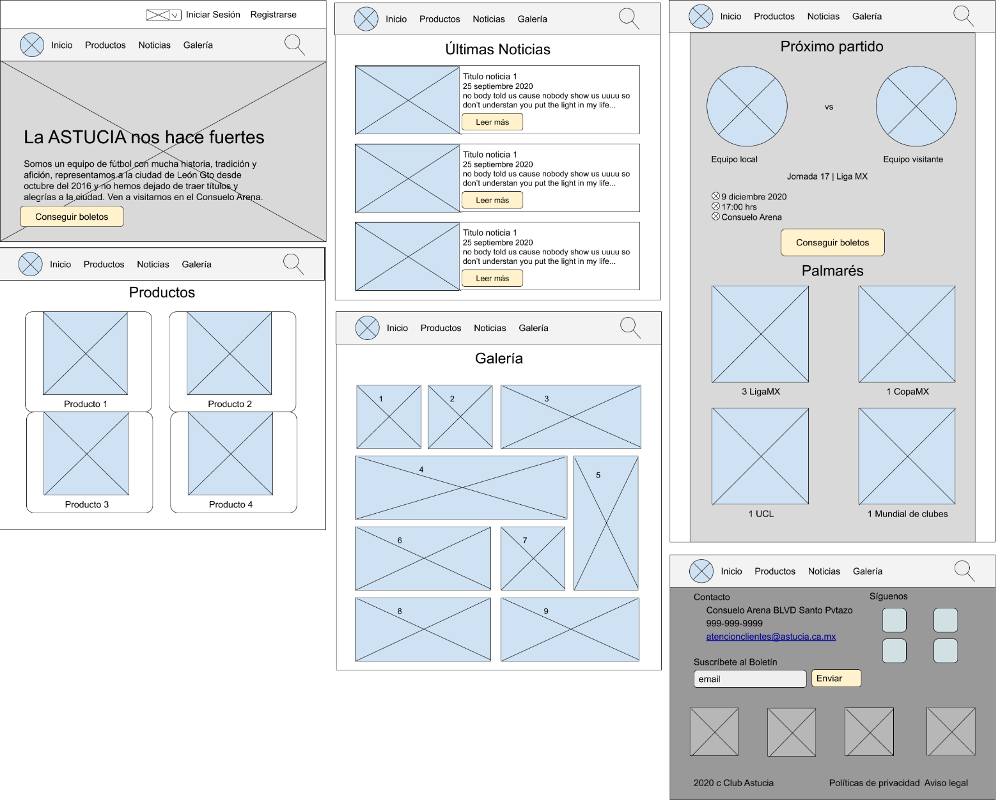 Iniciar Sesión Registrarse
Inicio Productos Noticias Galería
La ASTUCIA nos hace fuertes
Somos un equipo de fútbol con mucha historia, tradición y
afición, representamos a la ciudad de León Gto desde
octubre del 2016 y no hemos dejado de traer títulos y
alegrías a la ciudad. Ven a visitarnos en el Consuelo Arena.
Conseguir boletos
Inicio Productos Noticias Galería
Productos
Producto 1 Producto 2
Producto 3 Producto 4
Inicio Productos Noticias Galería
Últimas Noticias
Titulo noticia 1
25 septiembre 2020
no body told us cause nobody show us uuuu so
don't understan you put the light in my life...
Leer más
Titulo noticia 1
25 septiembre 2020
no body told us cause nobody show us uuuu so
don't understan you put the light in my life...
Leer más
Titulo noticia 1
25 septiembre 2020
no body told us cause nobody show us uuuu so
don't understan you put the light in my life...
Leer más
Inicio Productos Noticias Galería
Galería
1 2 3
4 5
6 7
8 9
Inicio Productos Noticias Galería
Próximo partido
vs
Equipo local Equipo visitante
Jornada 17 | Liga MX
9 diciembre 2020
17:00 hrs
Consuelo Arena
Conseguir boletos
Palmarés
3 LigaMX 1 CopaMX
1 UCL 1 Mundial de clubes
Inicio Productos Noticias Galería
Contacto Síguenos
Consuelo Arena BLVD Santo Pvtazo
999-999-9999
atencionclientes@astucia.ca.mx
Suscríbete al Boletín
email Enviar
2020 c Club Astucia Políticas de privacidad Aviso legal